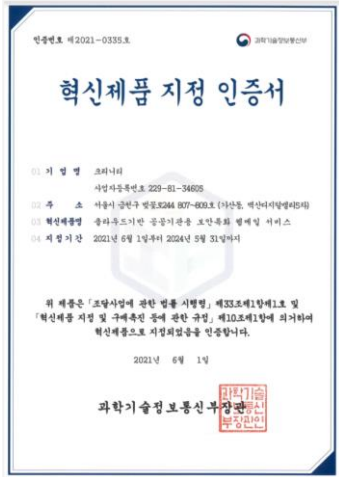 인증번호 제2021-0335호
과학기술정보통신부
혁신제품 지정 인증서
01 기 업 명 크리니티
사업자등록번호 229-81-34605
02 주 소 서울시 금천구 벚꽃로244 807~809호 (가산동, 벽산디지털밸리5차)
03 혁신제품명 클라우드기반 공공기관용 보안특화 웹메일 서비스
04 지정기간 2021년 6월 1일부터 2024년 5월 31일까지
위 제품은 「조달사업에 관한 법률 시행령」 제33조제1항제1호 및
「혁신제품 지정 및 구매촉진 등에 관한 규정」 제10조제1항에 의거하여
혁신제품으로 지정되었음을 인증합니다.
2021년 6월 1일
과학기술정보통신부장관
과학기술
정보통신
부장관인